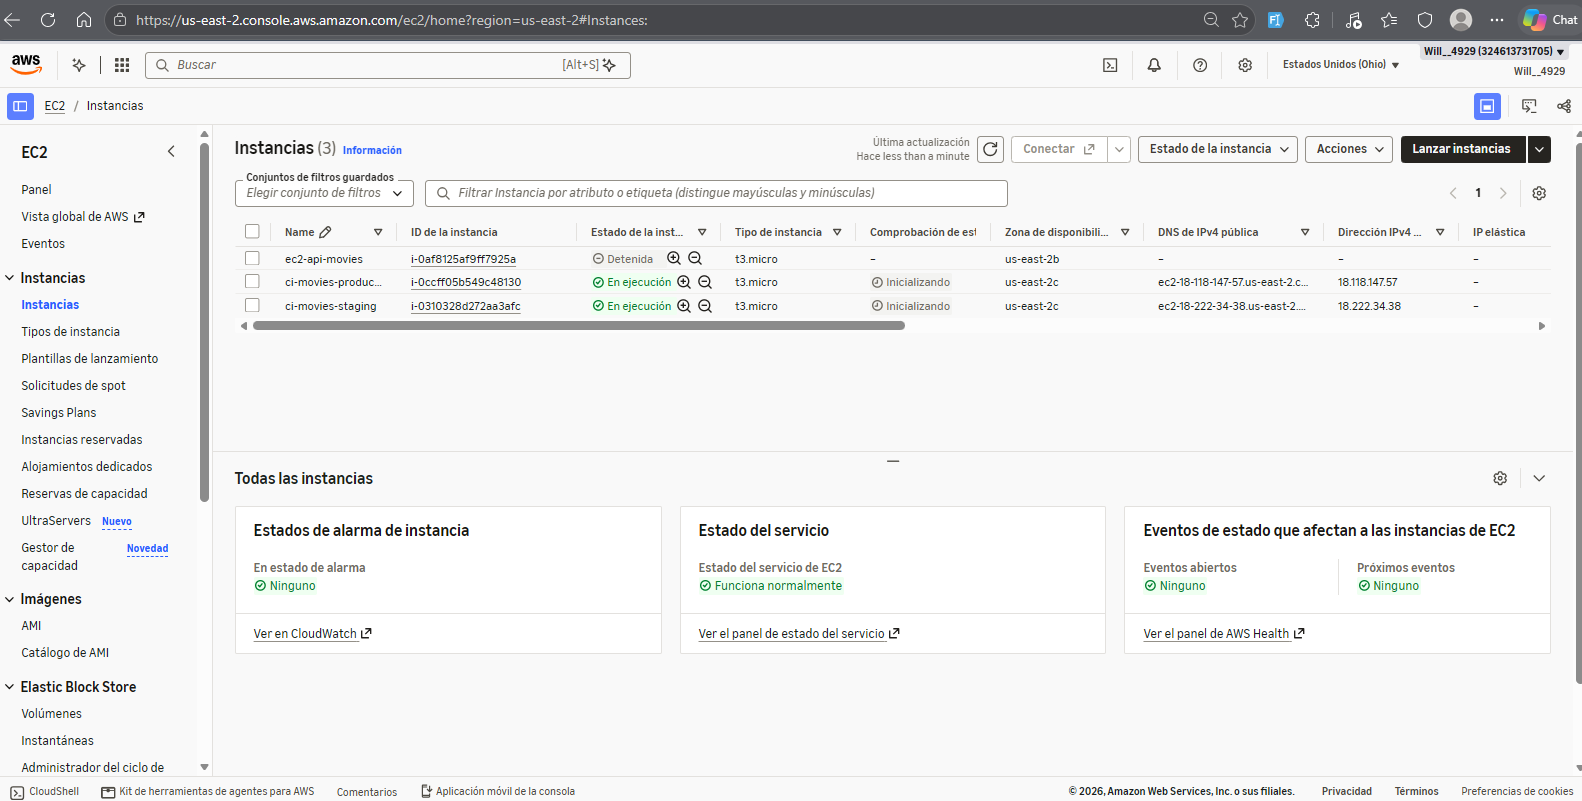 https://us-east-2.console.aws.amazon.com/ec2/home?region=us-east-2#Instances:
Chat
aws
Buscar
[Alt+S]
Estados Unidos (Ohio)
Will__4929 (324613731705)
Will__4929
EC2 / Instancias
EC2
Panel
Vista global de AWS
Eventos
Instancias
Instancias
Tipos de instancia
Plantillas de lanzamiento
Solicitudes de spot
Savings Plans
Instancias reservadas
Alojamientos dedicados
Reservas de capacidad
UltraServers Nuevo
Gestor de capacidad Novedad
Imágenes
AMI
Catálogo de AMI
Elastic Block Store
Volúmenes
Instantáneas
Administrador del ciclo de
Instancias (3) Información
Última actualización
Hace less than a minute
Conectar
Estado de la instancia
Acciones
Lanzar instancias
Conjuntos de filtros guardados
Elegir conjunto de filtros
Filtrar Instancia por atributo o etiqueta (distingue mayúsculas y minúsculas)
1
Name ID de la instancia Estado de la inst... Tipo de instancia Comprobación de est Zona de disponibili... DNS de IPv4 pública Dirección IPv4 ... IP elástica
ec2-api-movies i-0af8125af9ff7925a Detenida t3.micro – us-east-2b – – –
ci-movies-produc... i-0ccff05b549c48130 En ejecución t3.micro Inicializando us-east-2c ec2-18-118-147-57.us-east-2.c... 18.118.147.57 –
ci-movies-staging i-0310328d272aa3afc En ejecución t3.micro Inicializando us-east-2c ec2-18-222-34-38.us-east-2.... 18.222.34.38 –
Todas las instancias
Estados de alarma de instancia
En estado de alarma
Ninguno
Ver en CloudWatch
Estado del servicio
Estado del servicio de EC2
Funciona normalmente
Ver el panel de estado del servicio
Eventos de estado que afectan a las instancias de EC2
Eventos abiertos
Ninguno
Próximos eventos
Ninguno
Ver el panel de AWS Health
CloudShell
Kit de herramientas de agentes para AWS
Comentarios
Aplicación móvil de la consola
© 2026, Amazon Web Services, Inc. o sus filiales.
Privacidad
Términos
Preferencias de cookies